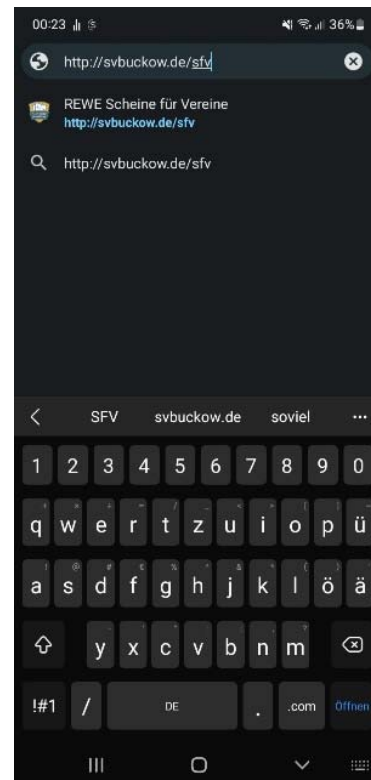 00:23 36%
http://svbuckow.de/sfv
REWE Scheine für Vereine
http://svbuckow.de/sfv
http://svbuckow.de/sfv
SFV svbuckow.de soviel ...
1 2 3 4 5 6 7 8 9 0
q w e r t z u i o p ü
a s d f g h j k l ö ä
y x c v b n m
!#1 / DE . .com Öffnen